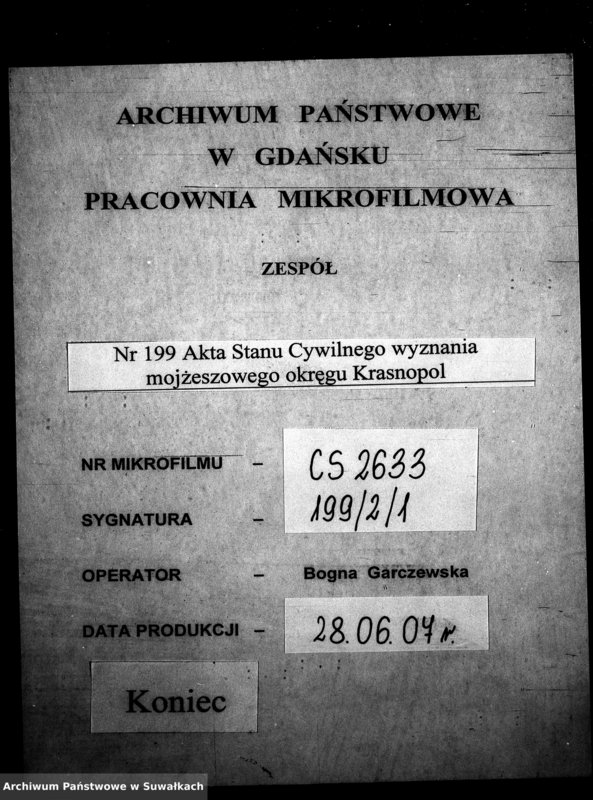 ARCHIWUM PAŃSTWOWE
W GDAŃSKU
PRACOWNIA MIKROFILMOWA
ZESPÓŁ
Nr 199 Akta Stanu Cywilnego wyznania
mojżeszowego okręgu Krasnopol
NR MIKROFILMU – CS 2633
SYGNATURA – 199/2/1
OPERATOR – Bogna Garczewska
DATA PRODUKCJI – 28.06.07 r.
Koniec
Archiwum Państwowe w Suwałkach